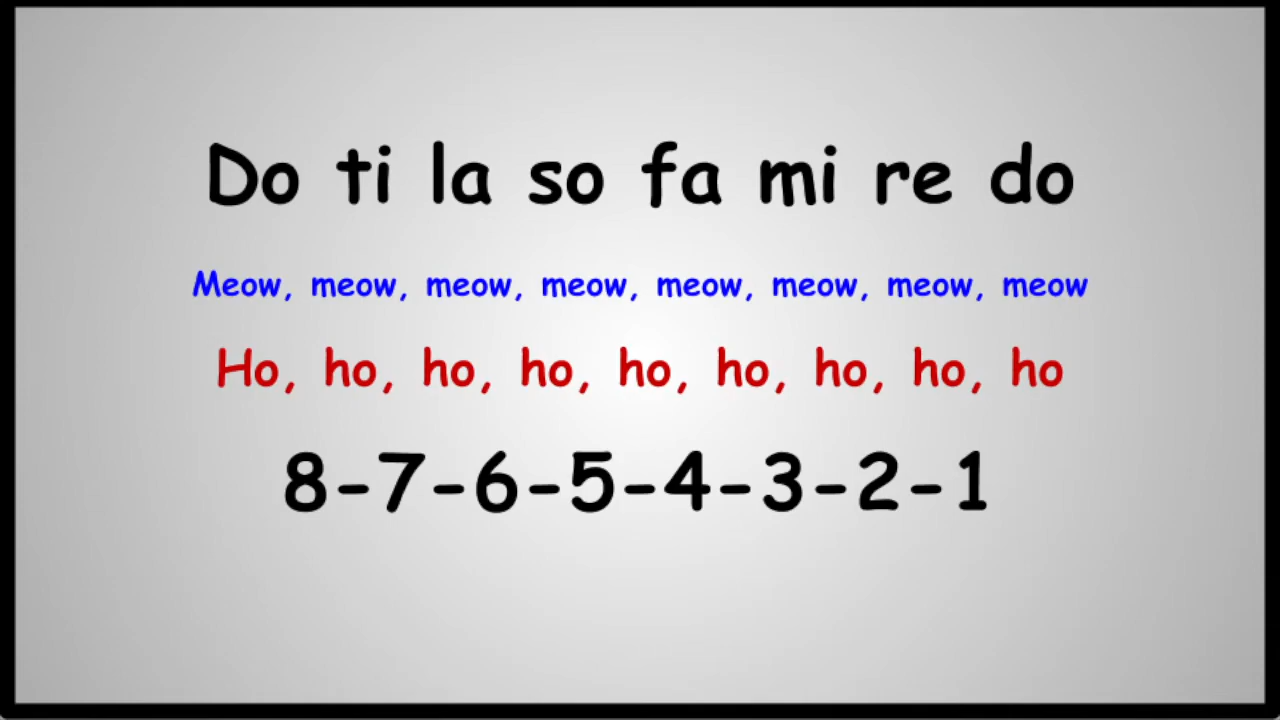 Do ti la so fa mi re do
Meow, meow, meow, meow, meow, meow, meow, meow
Ho, ho, ho, ho, ho, ho, ho, ho, ho
8-7-6-5-4-3-2-1